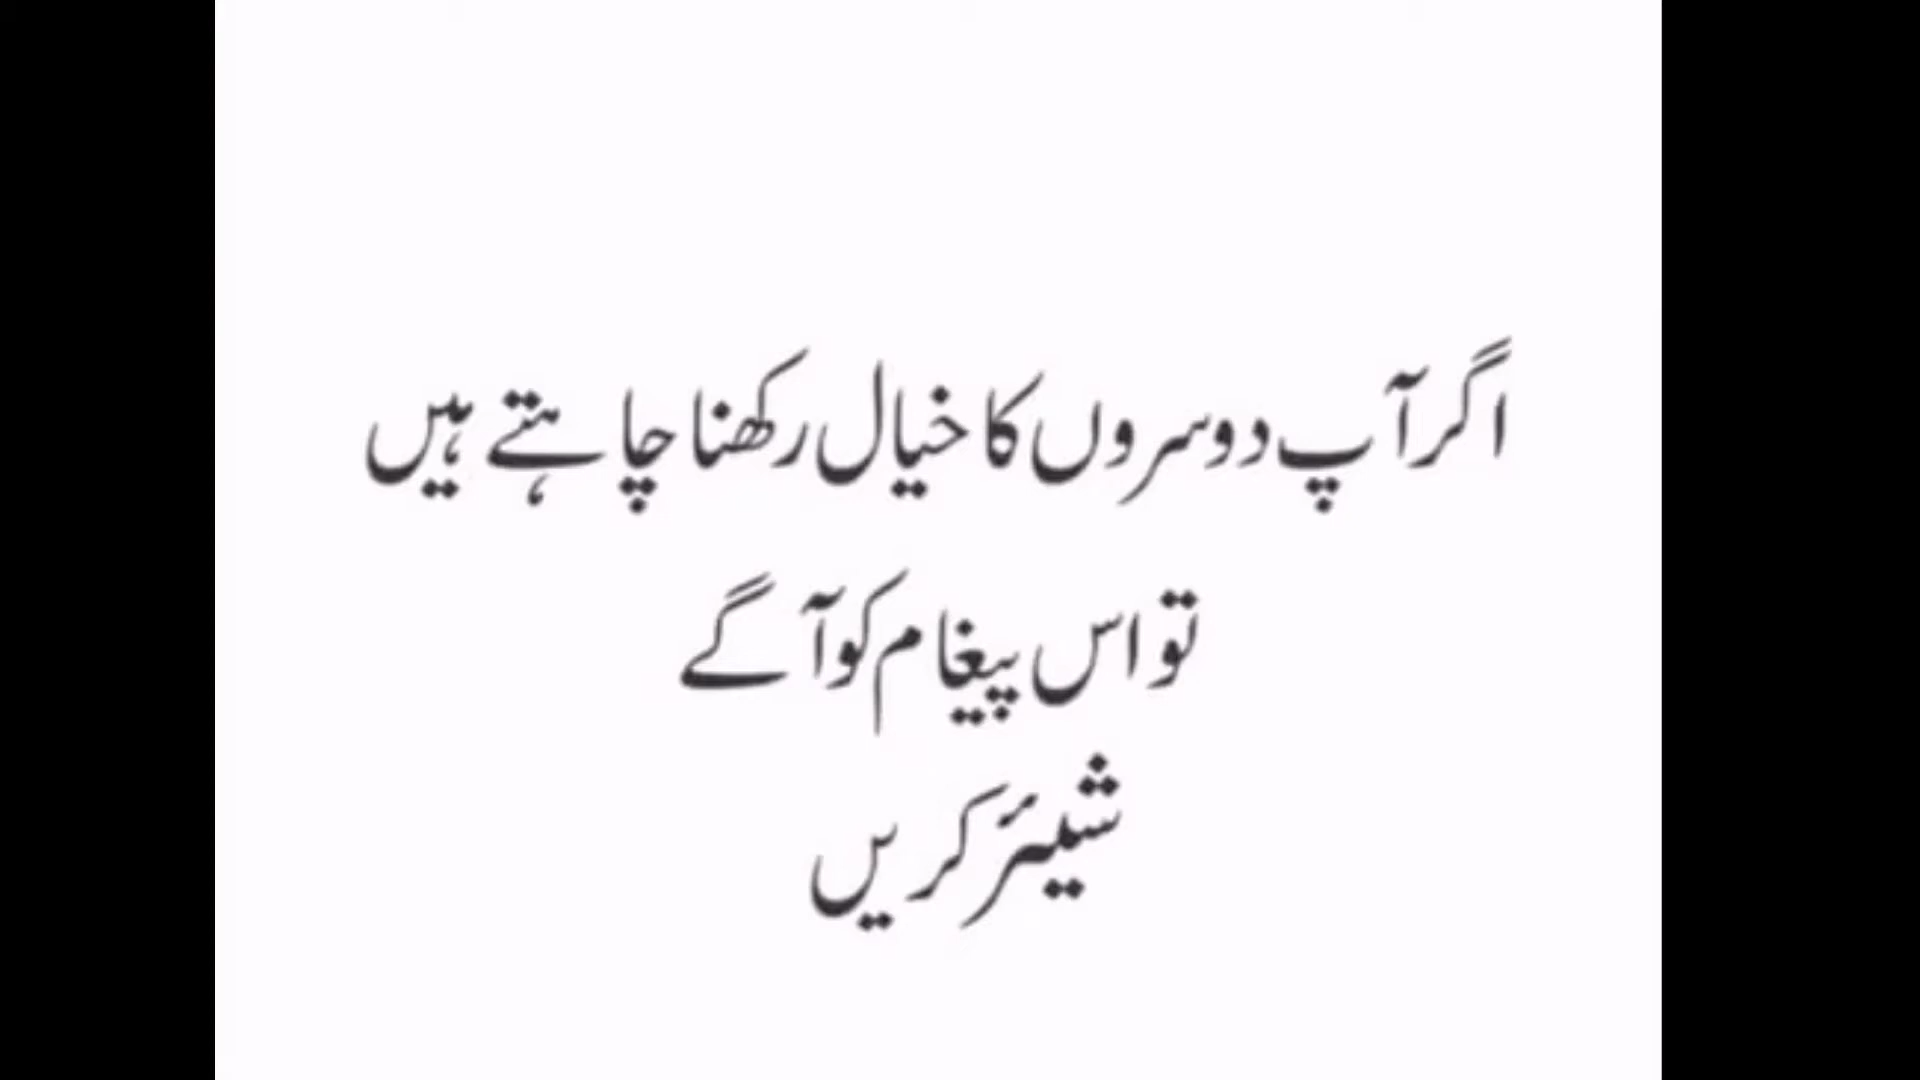 اگر آپ دوسروں کا خیال رکھنا چاہتے ہیں
تو اس پیغام کو آگے
شیئر کریں